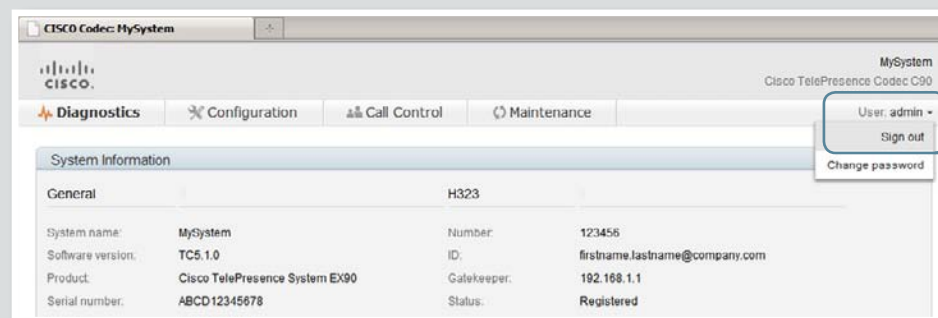 CISCO Codec: MySystem
MySystem
CISCO.
Cisco TelePresence Codec C90
Diagnostics
Configuration
Call Control
Maintenance
User: admin
Sign out
Change password
System Information
General
H323
System name: MySystem
Number: 123456
Software version: TC5.1.0
ID: firstname.lastname@company.com
Product: Cisco TelePresence System EX90
Gatekeeper: 192.168.1.1
Serial number: ABCD12345678
Status: Registered